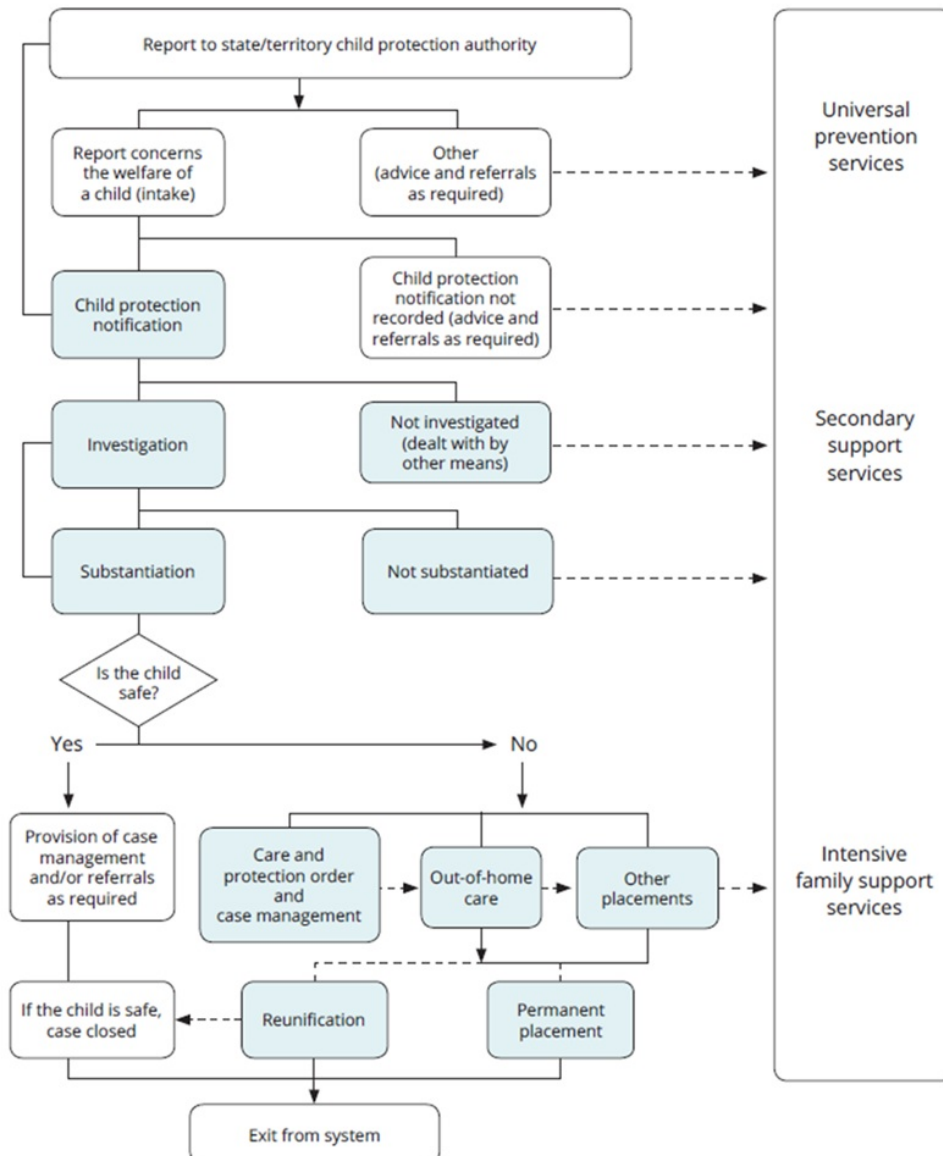 Report to state/territory child protection authority
Report concerns
the welfare of
a child (intake)
Other
(advice and referrals
as required)
Universal
prevention
services
Child protection
notification
Child protection
notification not
recorded (advice and
referrals as required)
Investigation
Not investigated
(dealt with by
other means)
Secondary
support
services
Substantiation
Not substantiated
Is the child
safe?
Yes
No
Provision of case
management
and/or referrals
as required
Care and
protection order
and
case management
Out-of-home
care
Other
placements
Intensive
family support
services
If the child is safe,
case closed
Reunification
Permanent
placement
Exit from system